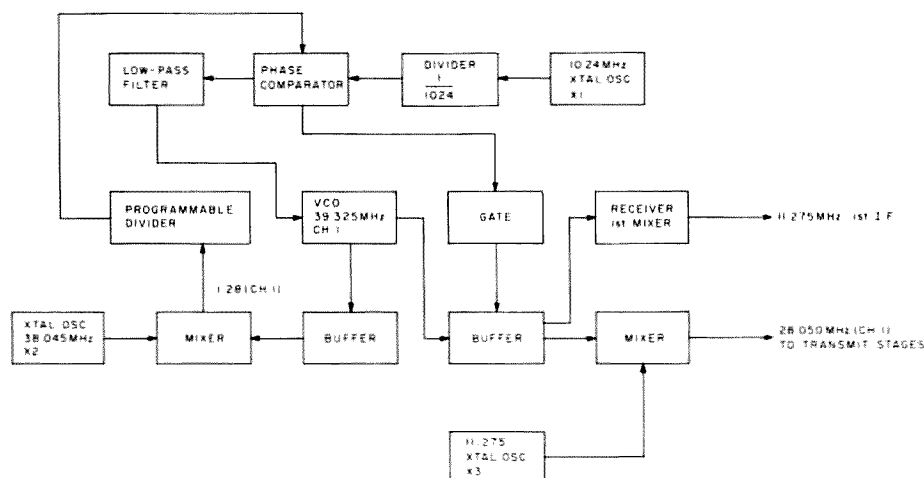 LOW-PASS
FILTER
PHASE
COMPARATOR
DIVIDER
1
1024
10.24MHz
XTAL OSC
X1
PROGRAMMABLE
DIVIDER
VCO
39.325MHz
CH 1
GATE
RECEIVER
1st MIXER
11.275MHz 1st I.F.
1.28 (CH 1)
XTAL OSC
38.045MHz
X2
MIXER
BUFFER
BUFFER
MIXER
28.050MHz (CH 1)
TO TRANSMIT STAGES
11.275
XTAL OSC
X3